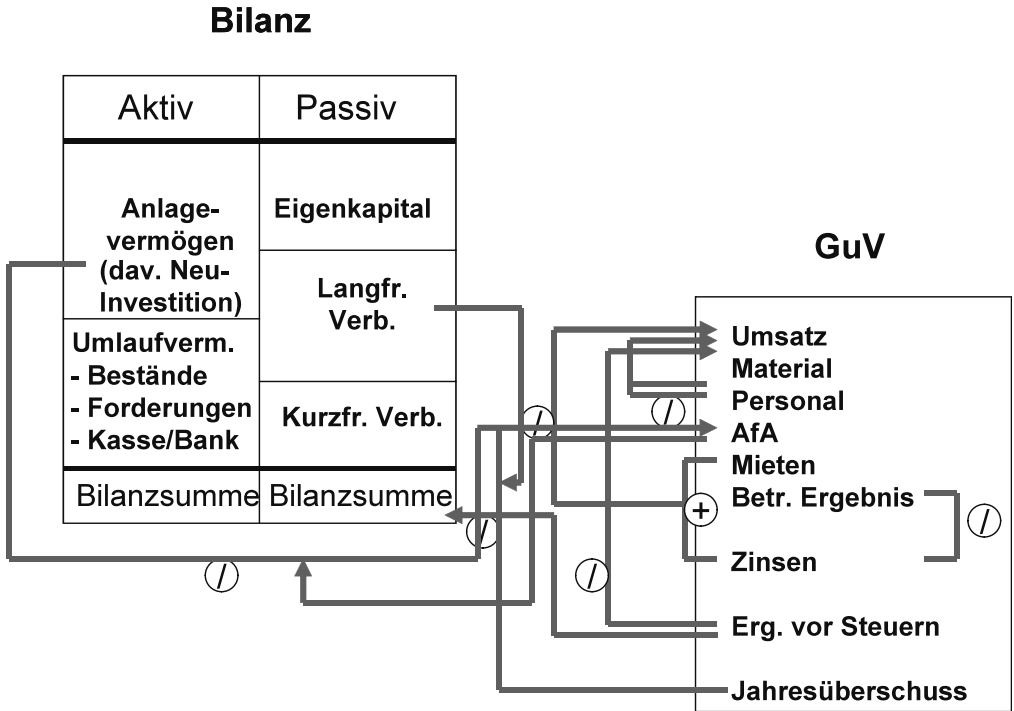 Bilanz
Aktiv
Passiv
Anlage-
vermögen
(dav. Neu-
Investition)
Umlaufverm.
- Bestände
- Forderungen
- Kasse/Bank
Bilanzsumme
Eigenkapital
Langfr.
Verb.
Kurzfr. Verb.
Bilanzsumme
GuV
Umsatz
Material
Personal
AfA
Mieten
Betr. Ergebnis
Zinsen
Erg. vor Steuern
Jahresüberschuss
/
/
/
/
/
/
+